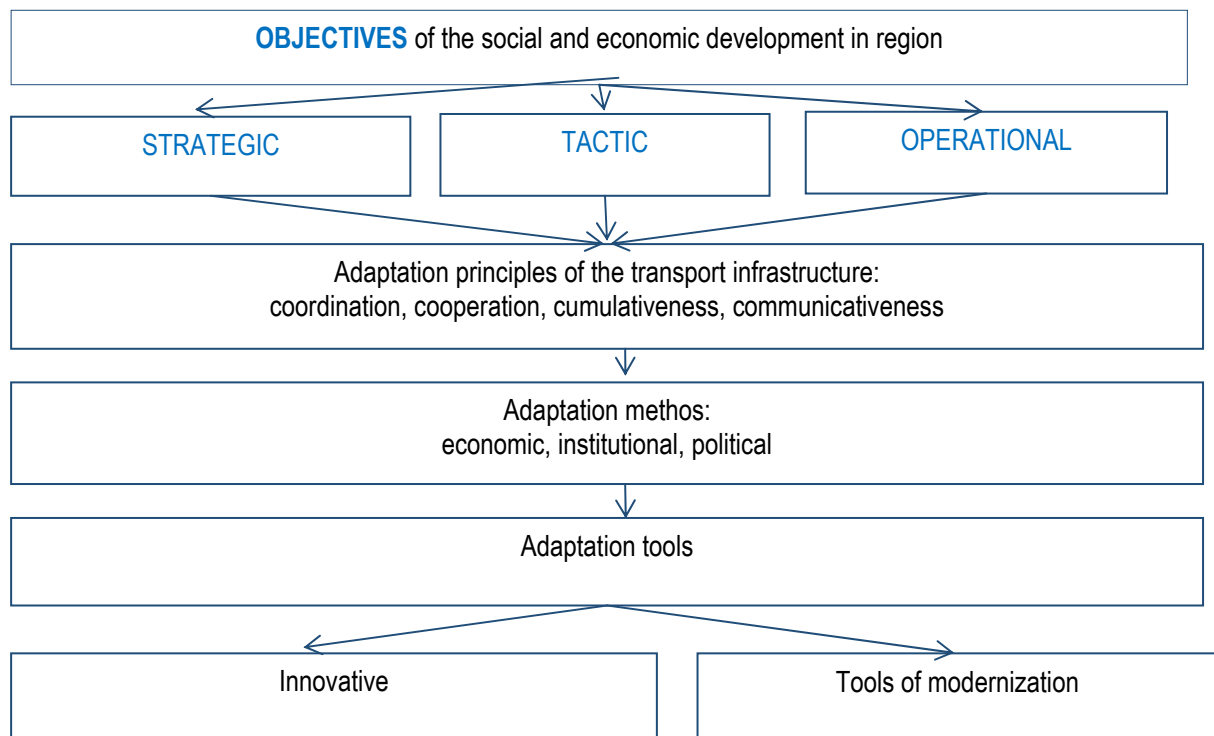 OBJECTIVES of the social and economic development in region
STRATEGIC
TACTIC
OPERATIONAL
Adaptation principles of the transport infrastructure:
coordination, cooperation, cumulativeness, communicativeness
Adaptation methos:
economic, institutional, political
Adaptation tools
Innovative
Tools of modernization